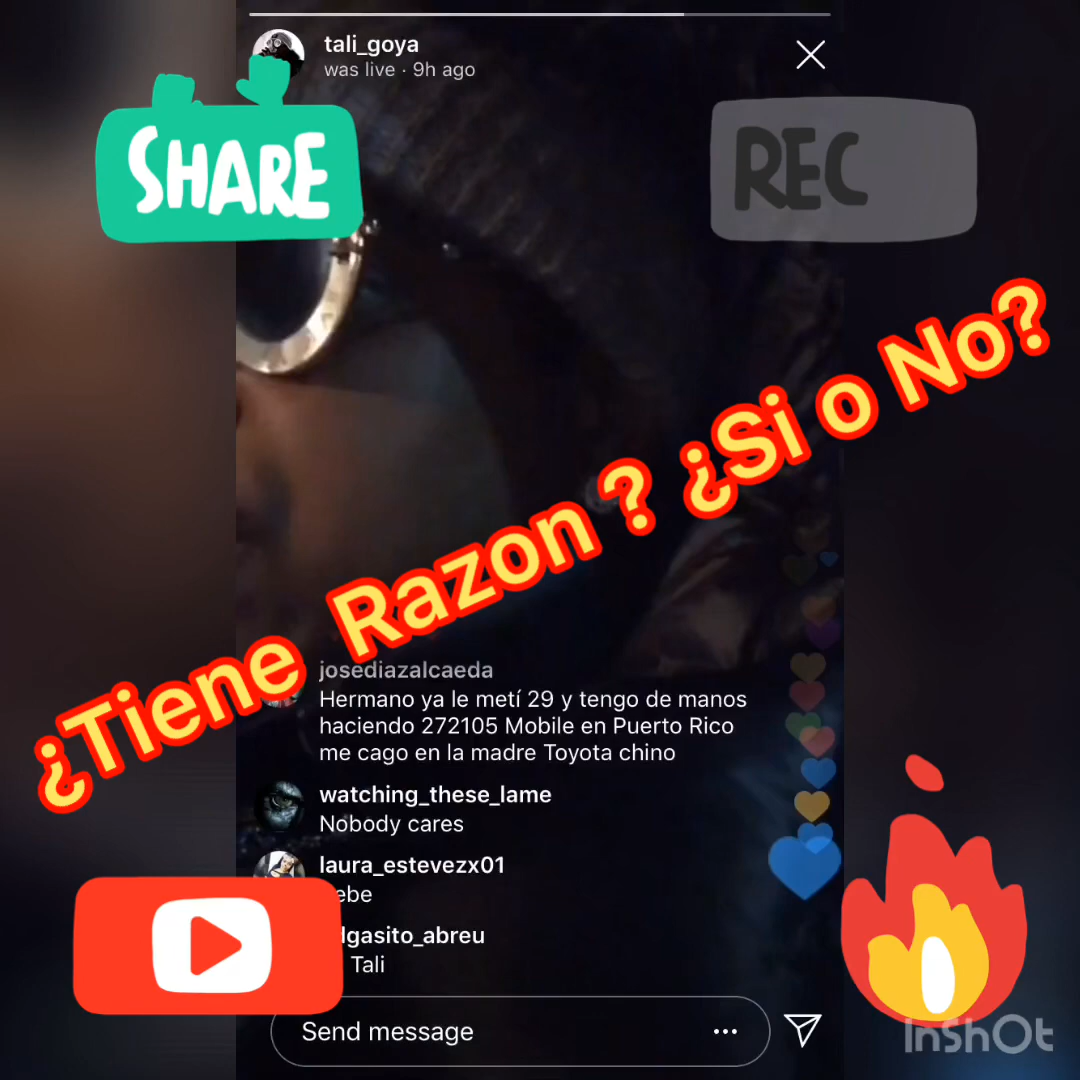 tali_goya
was live · 9h ago
SHARE
REC
¿Tiene Razon ? ¿Si o No?
josediazalcaeda
Hermano ya le metí 29 y tengo de manos
haciendo 272105 Mobile en Puerto Rico
me cago en la madre Toyota chino
watching_these_lame
Nobody cares
laura_estevezx01
ebe
lgasito_abreu
Tali
Send message
InShOt